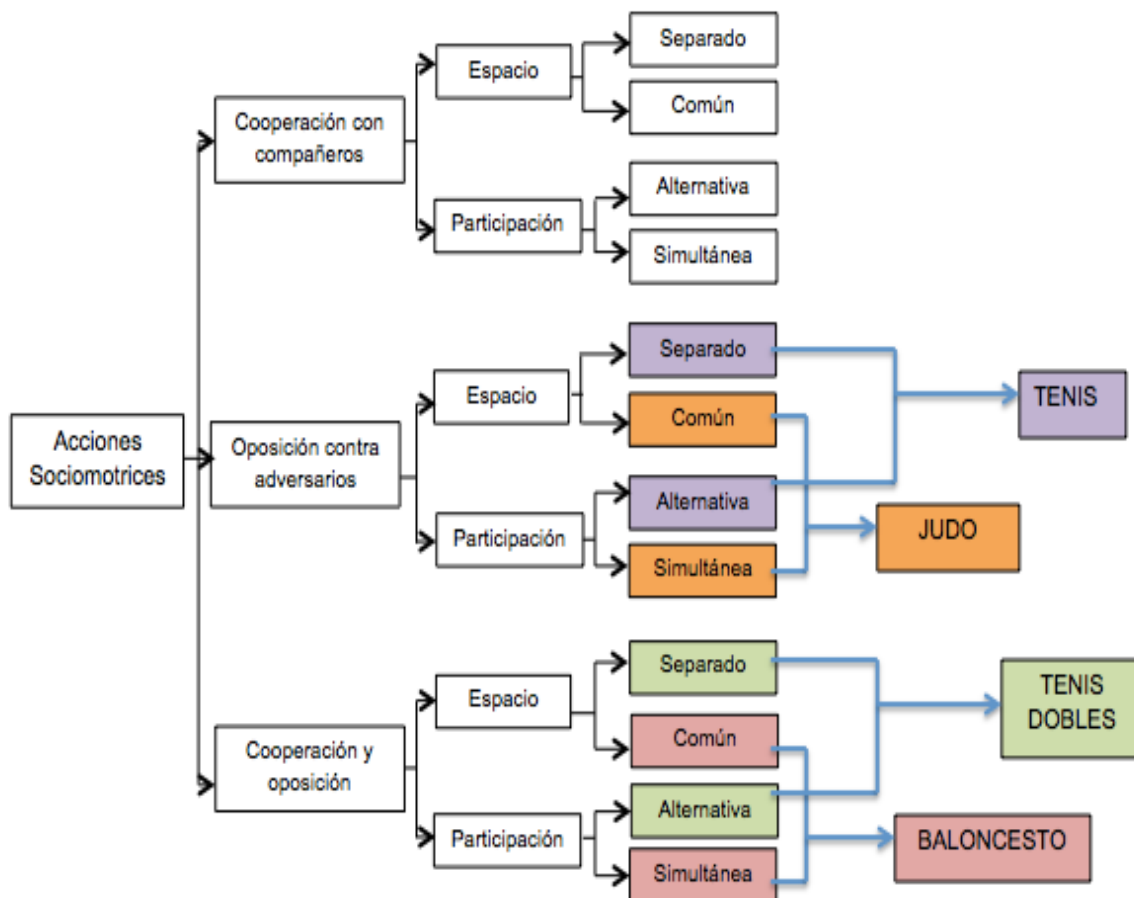 Separado
Espacio
Común
Cooperación con
compañeros
Alternativa
Participación
Simultánea
Separado
Espacio
TENIS
Común
Acciones
Sociomotrices
Oposición contra
adversarios
Alternativa
JUDO
Participación
Simultánea
Separado
Espacio
TENIS
DOBLES
Común
Cooperación y
oposición
Alternativa
Participación
BALONCESTO
Simultánea